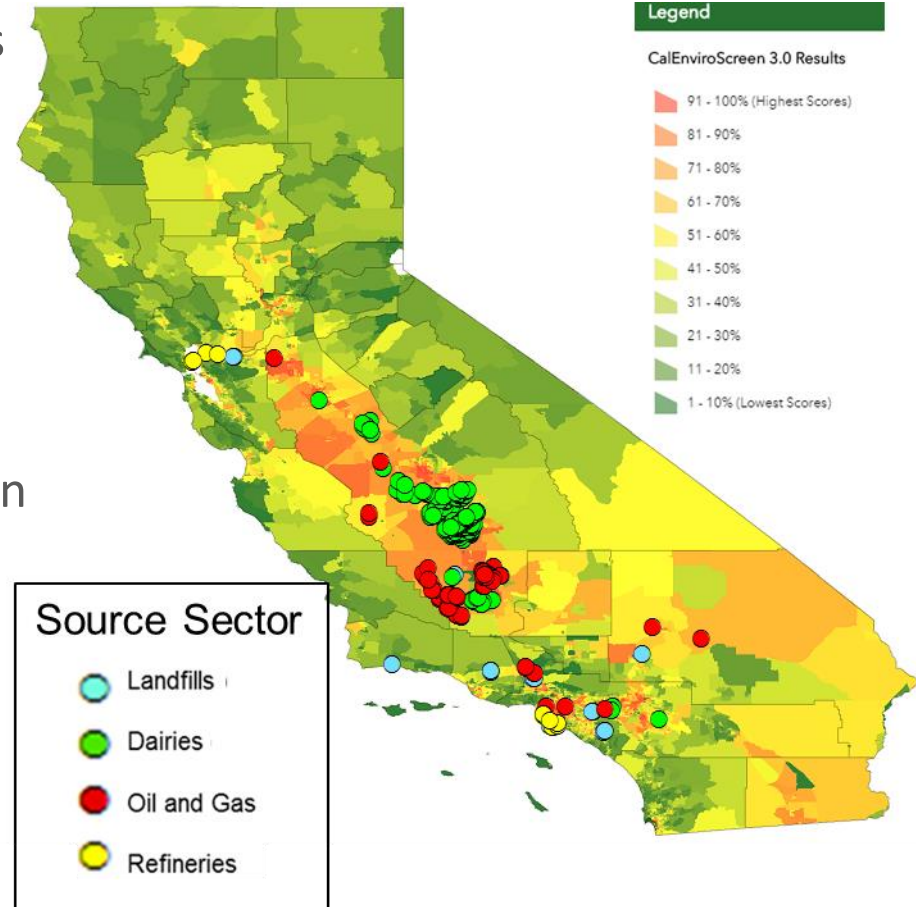 s
n
Legend
CalEnviroScreen 3.0 Results
91 - 100% (Highest Scores)
81 - 90%
71 - 80%
61 - 70%
51 - 60%
41 - 50%
31 - 40%
21 - 30%
11 - 20%
1 - 10% (Lowest Scores)
Source Sector
Landfills
Dairies
Oil and Gas
Refineries